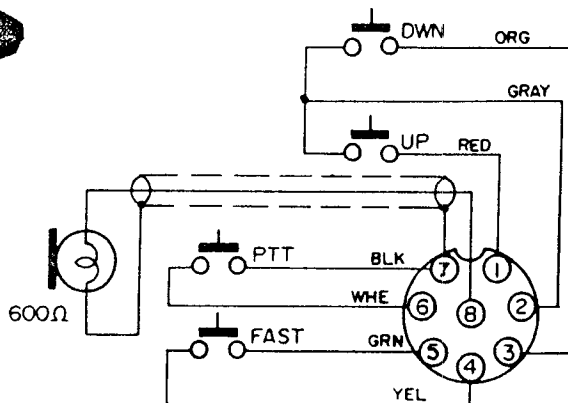 DWN
ORG
GRAY
UP
RED
PTT
BLK
7
1
WHE
6
8
2
600Ω
FAST
GRN
5
4
3
YEL